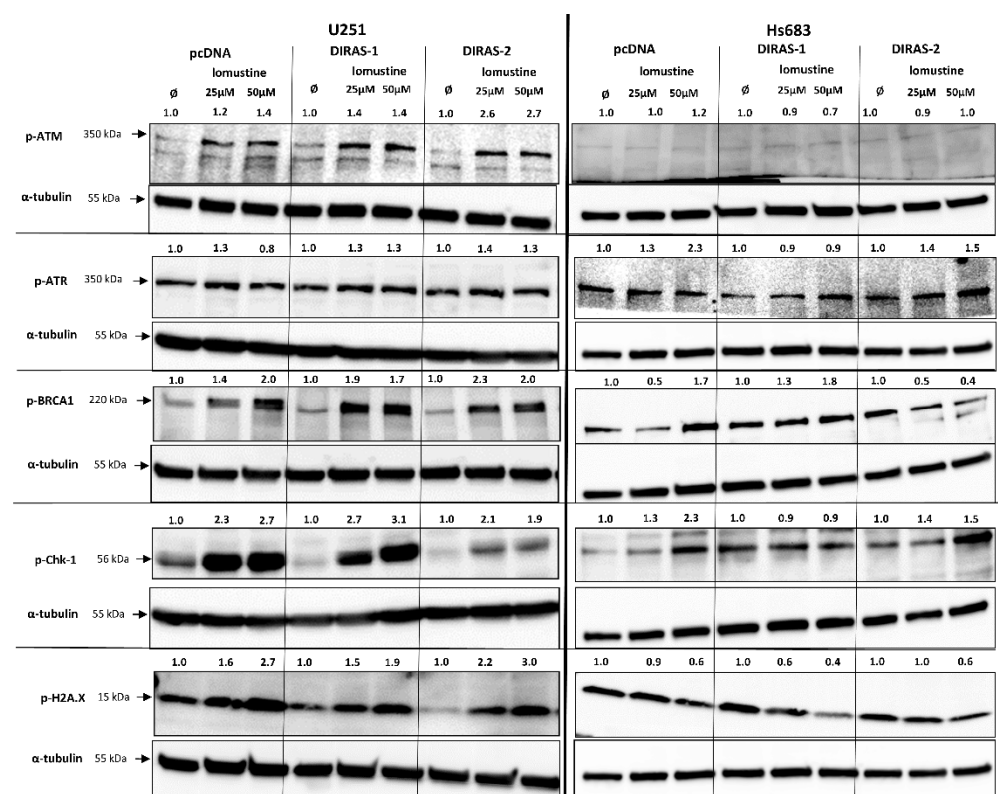 U251 Hs683
pcDNA DIRAS-1 DIRAS-2 pcDNA DIRAS-1 DIRAS-2
lomustine lomustine lomustine lomustine lomustine lomustine
Ø 25µM 50µM Ø 25µM 50µM Ø 25µM 50µM Ø 25µM 50µM Ø 25µM 50µM Ø 25µM 50µM
1.0 1.2 1.4 1.0 1.4 1.4 1.0 2.6 2.7 1.0 1.0 1.2 1.0 0.9 0.7 1.0 0.9 1.0
p-ATM 350 kDa
α-tubulin 55 kDa
1.0 1.3 0.8 1.0 1.3 1.3 1.0 1.4 1.3 1.0 1.3 2.3 1.0 0.9 0.9 1.0 1.4 1.5
p-ATR 350 kDa
α-tubulin 55 kDa
1.0 1.4 2.0 1.0 1.9 1.7 1.0 2.3 2.0 1.0 0.5 1.7 1.0 1.3 1.8 1.0 0.5 0.4
p-BRCA1 220 kDa
α-tubulin 55 kDa
1.0 2.3 2.7 1.0 2.7 3.1 1.0 2.1 1.9 1.0 1.3 2.3 1.0 0.9 0.9 1.0 1.4 1.5
p-Chk-1 56 kDa
α-tubulin 55 kDa
1.0 1.6 2.7 1.0 1.5 1.9 1.0 2.2 3.0 1.0 0.9 0.6 1.0 0.6 0.4 1.0 1.0 0.6
p-H2A.X 15 kDa
α-tubulin 55 kDa